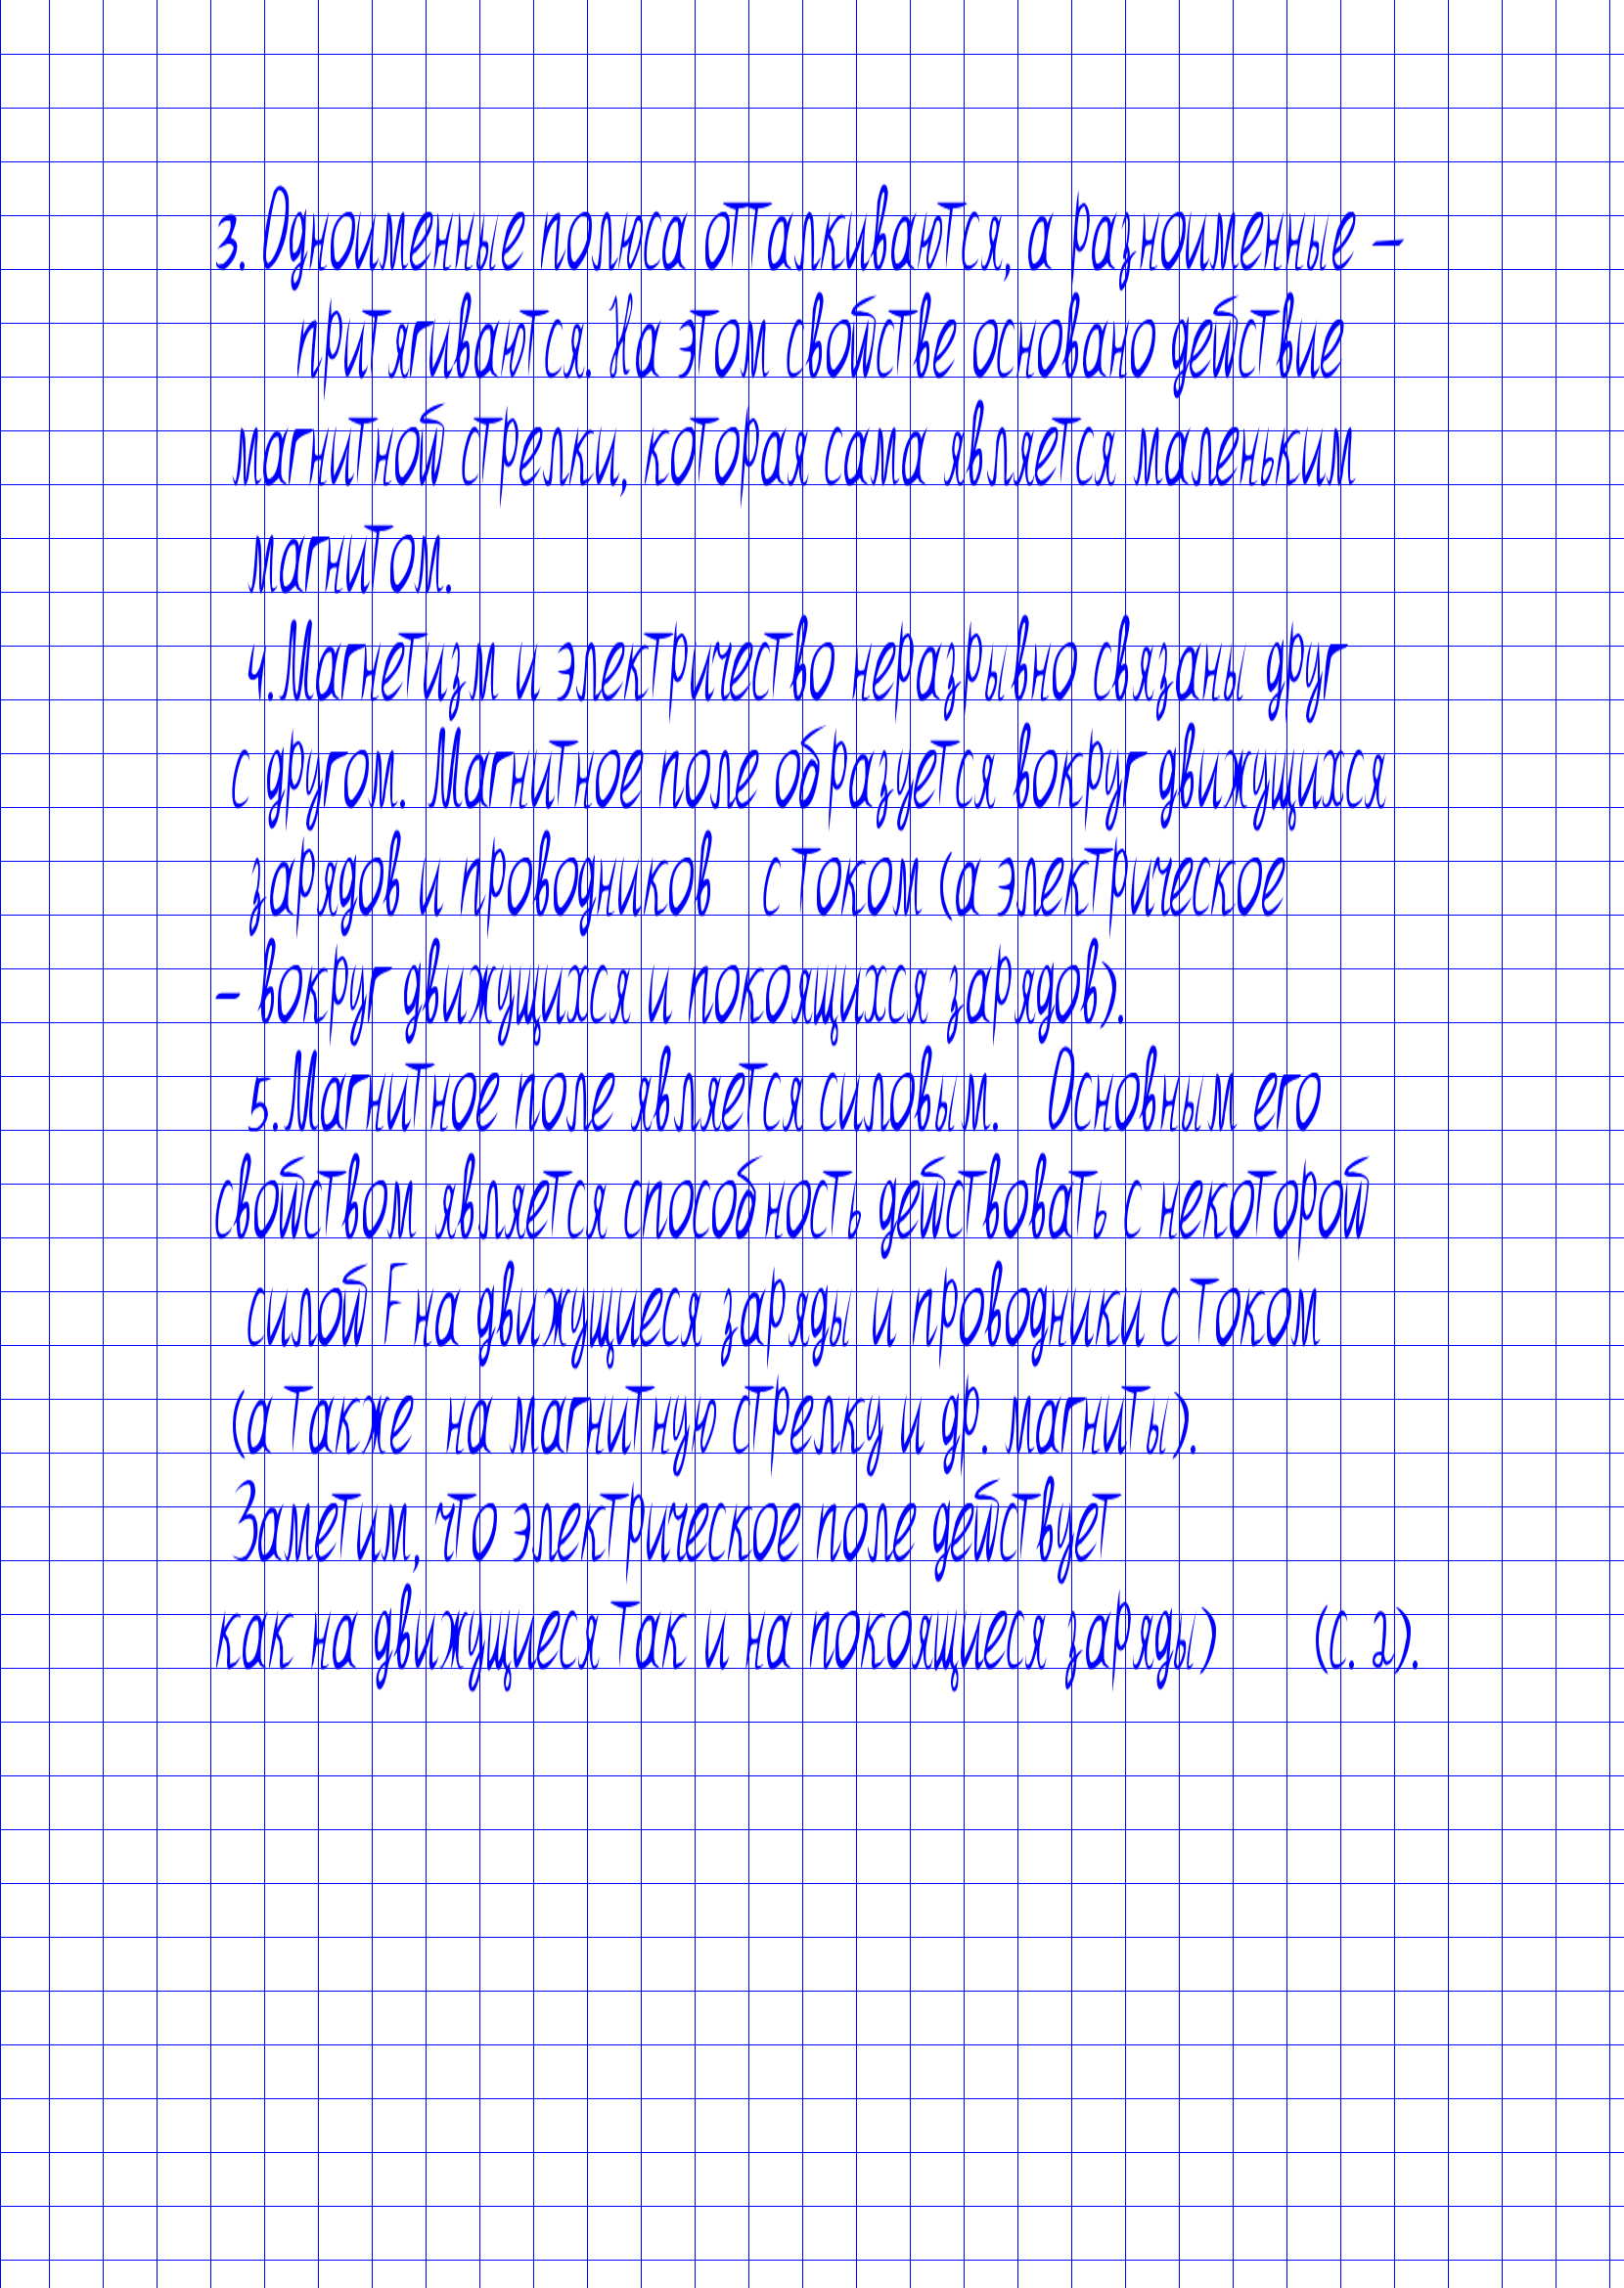 3. Одноименные полюса отталкиваются, а разноименные –
притягиваются. На этом свойстве основано действие
магнитной стрелки, которая сама является маленьким
магнитом.
4. Магнетизм и электричество неразрывно связаны друг
с другом. Магнитное поле образуется вокруг движущихся
зарядов и проводников с током (а электрическое
– вокруг движущихся и покоящихся зарядов).
5. Магнитное поле является силовым. Основным его
свойством является способность действовать с некоторой
силой F на движущиеся заряды и проводники с током
(а также на магнитную стрелку и др. магниты).
Заметим, что электрическое поле действует
как на движущиеся так и на покоящиеся заряды) (с. 2).